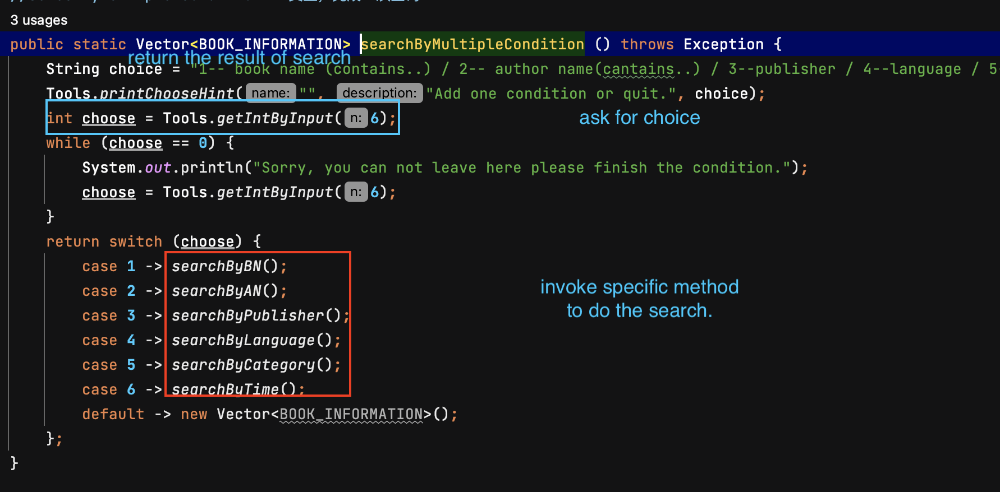 3 usages
public static Vector<BOOK_INFORMATION> searchByMultipleCondition () throws Exception {
return the result of search
String choice = "1-- book name (contains..) / 2-- author name(cantains..) / 3--publisher / 4--language / 5-
Tools.printChooseHint( name: "", description: "Add one condition or quit.", choice);
int choose = Tools.getIntByInput( n: 6);
ask for choice
while (choose == 0) {
System.out.println("Sorry, you can not leave here please finish the condition.");
choose = Tools.getIntByInput( n: 6);
}
return switch (choose) {
case 1 -> searchByBN();
case 2 -> searchByAN();
invoke specific method
to do the search.
case 3 -> searchByPublisher();
case 4 -> searchByLanguage();
case 5 -> searchByCategory();
case 6 -> searchByTime();
default -> new Vector<BOOK_INFORMATION>();
};
}